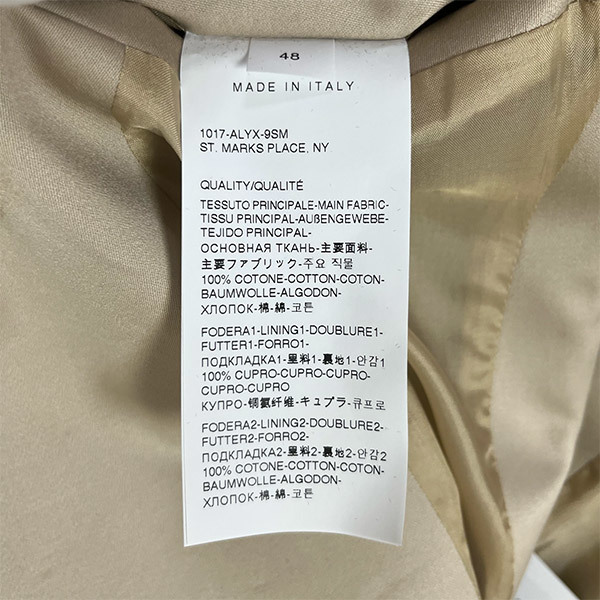 48
MADE IN ITALY
1017-ALYX-9SM
ST. MARKS PLACE, NY
QUALITY/QUALITÉ
TESSUTO PRINCIPALE-MAIN FABRIC-
TISSU PRINCIPAL-AUßENGEWEBE-
TEJIDO PRINCIPAL-
ОСНОВНАЯ ТКАНЬ-主要面料-
主要ファブリック-주요 직물
100% COTONE-COTTON-COTON-
BAUMWOLLE-ALGODON-
ХЛОПОК-棉-綿-코튼
FODERA1-LINING1-DOUBLURE1-
FUTTER1-FORRO1-
ПОДКЛАДКА1-里料1-裏地1-안감1
100% CUPRO-CUPRO-CUPRO-
CUPRO-CUPRO
КУПРО-铜氨纤维-キュプラ-큐프로
FODERA2-LINING2-DOUBLURE2-
FUTTER2-FORRO2-
ПОДКЛАДКА2-里料2-裏地2-안감2
100% COTONE-COTTON-COTON-
BAUMWOLLE-ALGODON-
ХЛОПОК-棉-綿-코튼